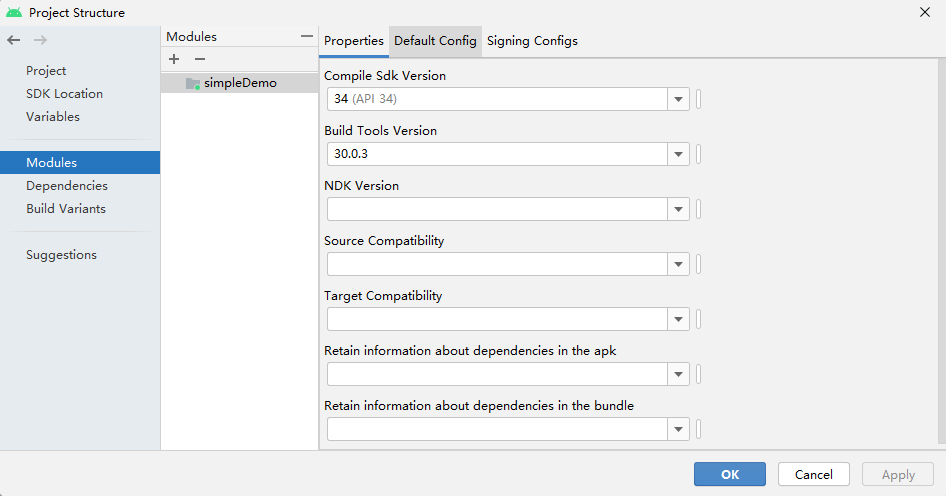 Project Structure
Project
SDK Location
Variables
Modules
Dependencies
Build Variants
Suggestions
Modules
simpleDemo
Properties Default Config Signing Configs
Compile Sdk Version
34 (API 34)
Build Tools Version
30.0.3
NDK Version
Source Compatibility
Target Compatibility
Retain information about dependencies in the apk
Retain information about dependencies in the bundle
OK Cancel Apply